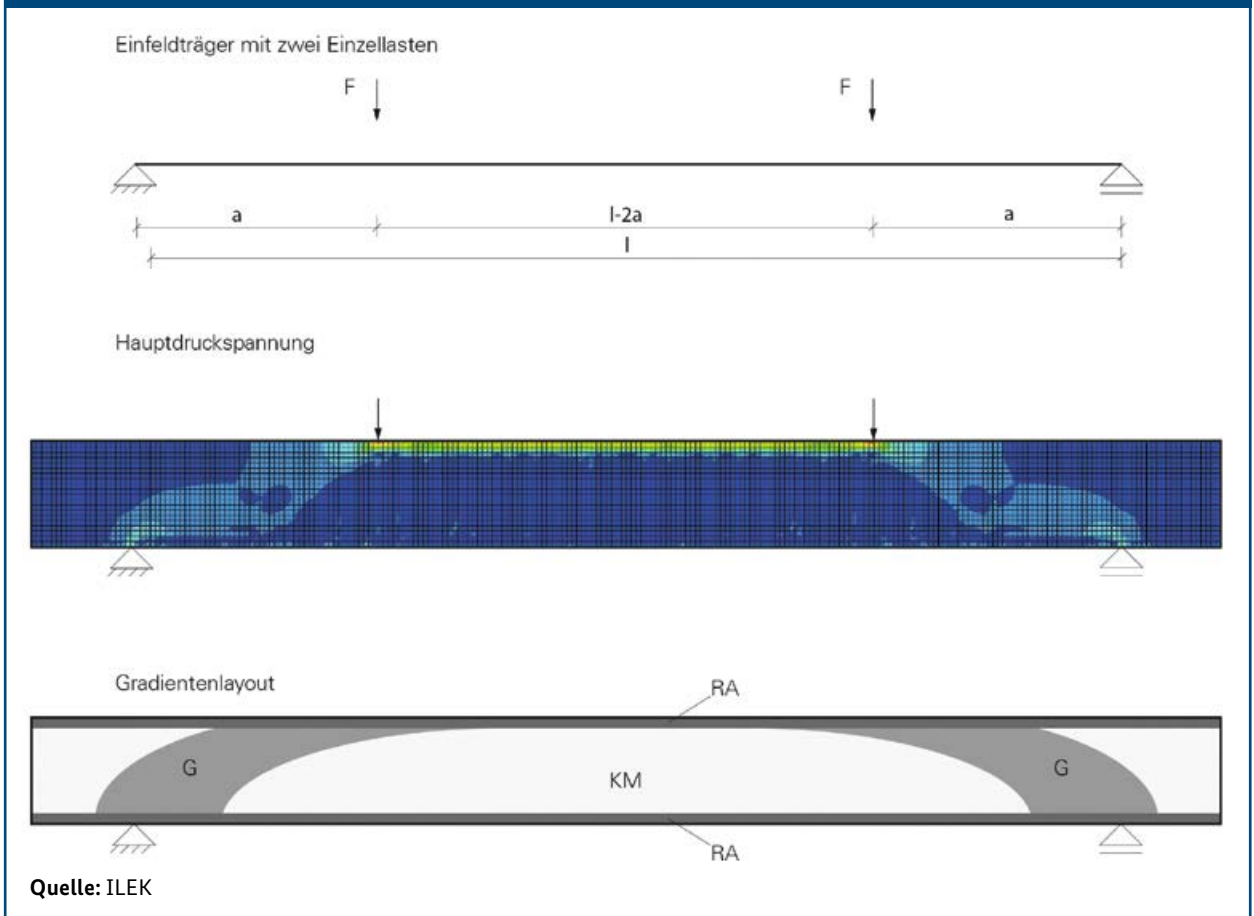 Einfeldträger mit zwei Einzellasten
F F
a l-2a a
l
Hauptdruckspannung
Gradientenlayout
RA
G KM G
RA
Quelle: ILEK